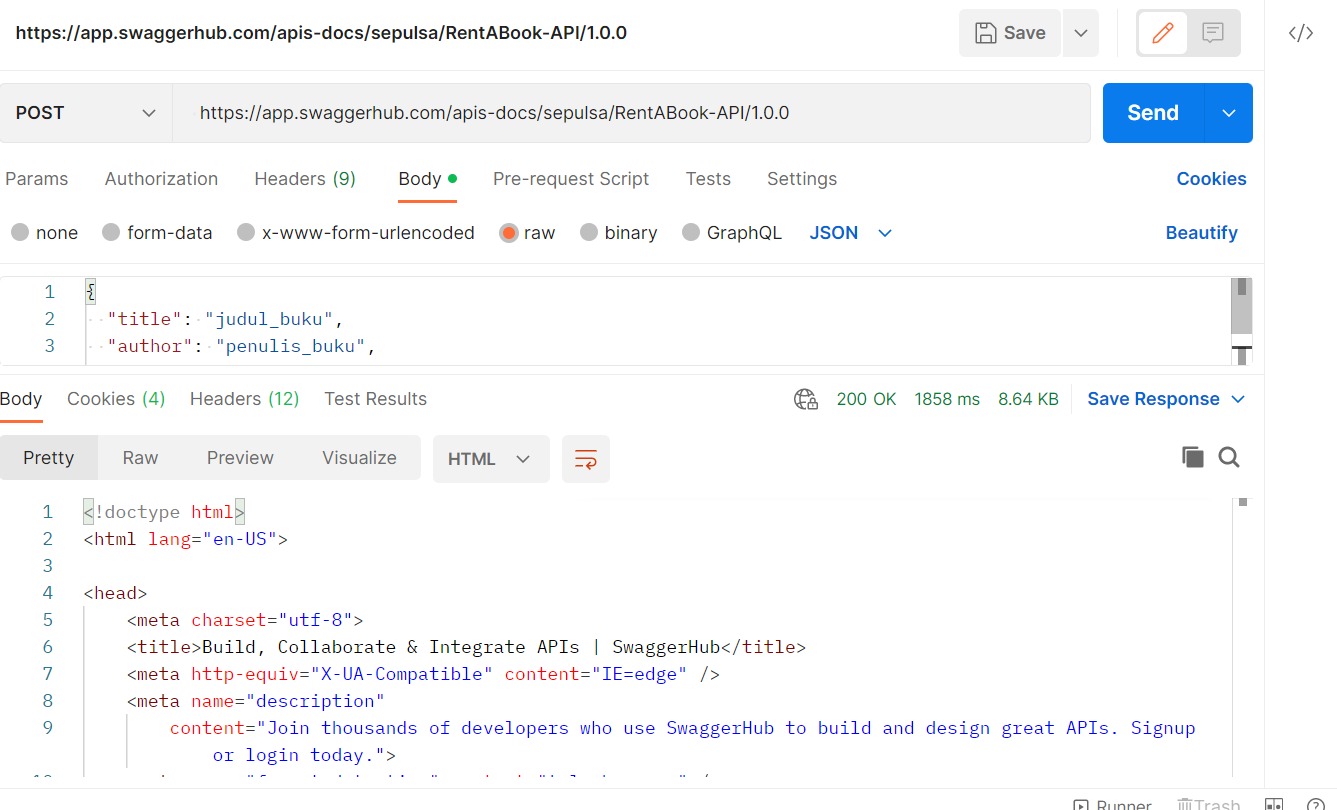 https://app.swaggerhub.com/apis-docs/sepulsa/RentABook-API/1.0.0 Save </>
POST https://app.swaggerhub.com/apis-docs/sepulsa/RentABook-API/1.0.0 Send
Params Authorization Headers (9) Body Pre-request Script Tests Settings Cookies
none form-data x-www-form-urlencoded raw binary GraphQL JSON Beautify
1 {
2 "title": "judul_buku",
3 "author": "penulis_buku",
Body Cookies (4) Headers (12) Test Results 200 OK 1858 ms 8.64 KB Save Response
Pretty Raw Preview Visualize HTML
1 <!doctype html>
2 <html lang="en-US">
3
4 <head>
5 <meta charset="utf-8">
6 <title>Build, Collaborate & Integrate APIs | SwaggerHub</title>
7 <meta http-equiv="X-UA-Compatible" content="IE=edge" />
8 <meta name="description"
9 content="Join thousands of developers who use SwaggerHub to build and design great APIs. Signup
or login today.">
Runner Trash